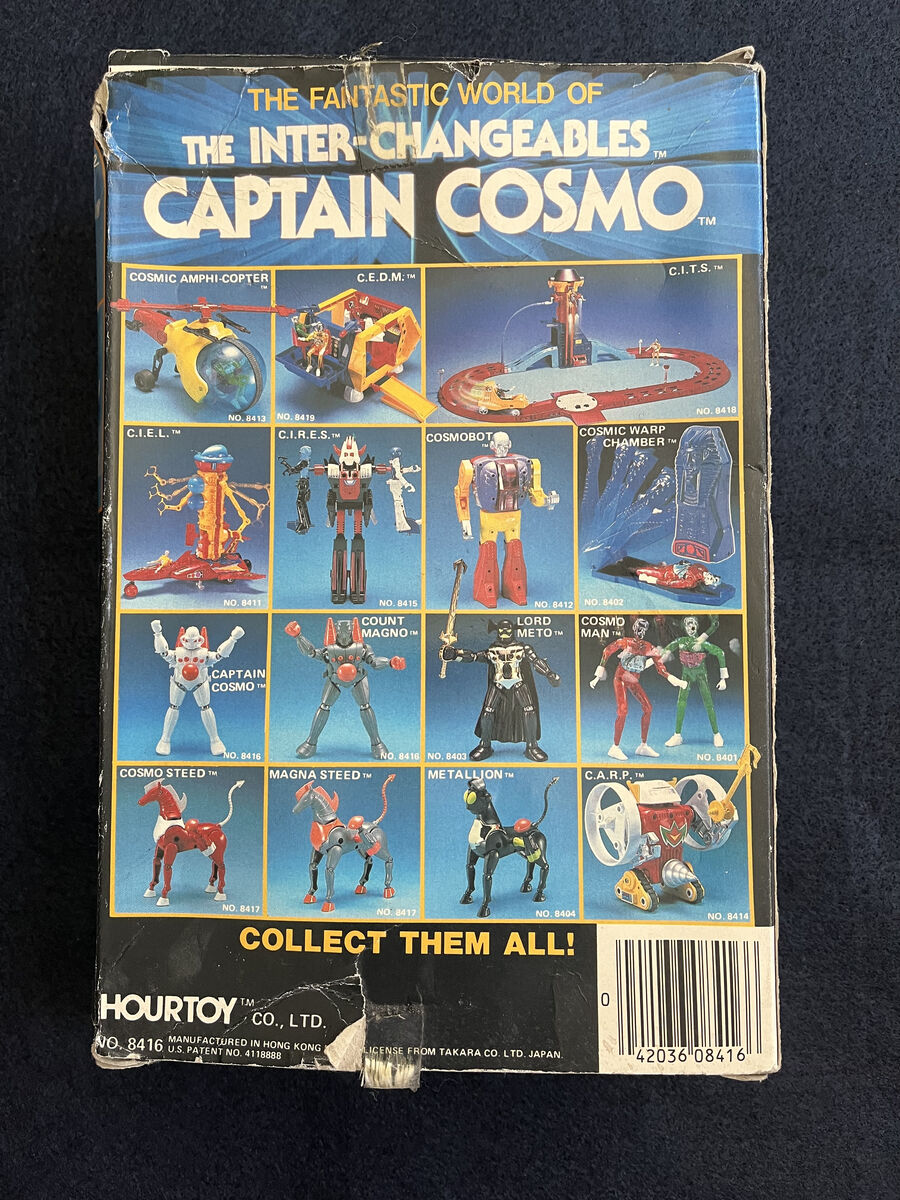 THE FANTASTIC WORLD OF
THE INTER-CHANGEABLES™
CAPTAIN COSMO™
COSMIC AMPHI-COPTER™
NO. 8413
C.E.D.M.™
NO. 8419
C.I.T.S.™
NO. 8418
C.I.E.L.™
NO. 8411
C.I.R.E.S.™
NO. 8415
COSMOBOT™
NO. 8412
COSMIC WARP
CHAMBER™
NO. 8402
CAPTAIN
COSMO™
NO. 8416
COUNT
MAGNO™
NO. 8416
LORD
METO™
NO. 8403
COSMO
MAN™
NO. 8401
COSMO STEED™
NO. 8417
MAGNA STEED™
NO. 8417
METALLION™
NO. 8404
C.A.R.P.™
NO. 8414
COLLECT THEM ALL!
HOURTOY™ CO., LTD.
NO. 8416 MANUFACTURED IN HONG KONG LICENSE FROM TAKARA CO. LTD. JAPAN.
U.S. PATENT NO. 4118888
0 42036 08416